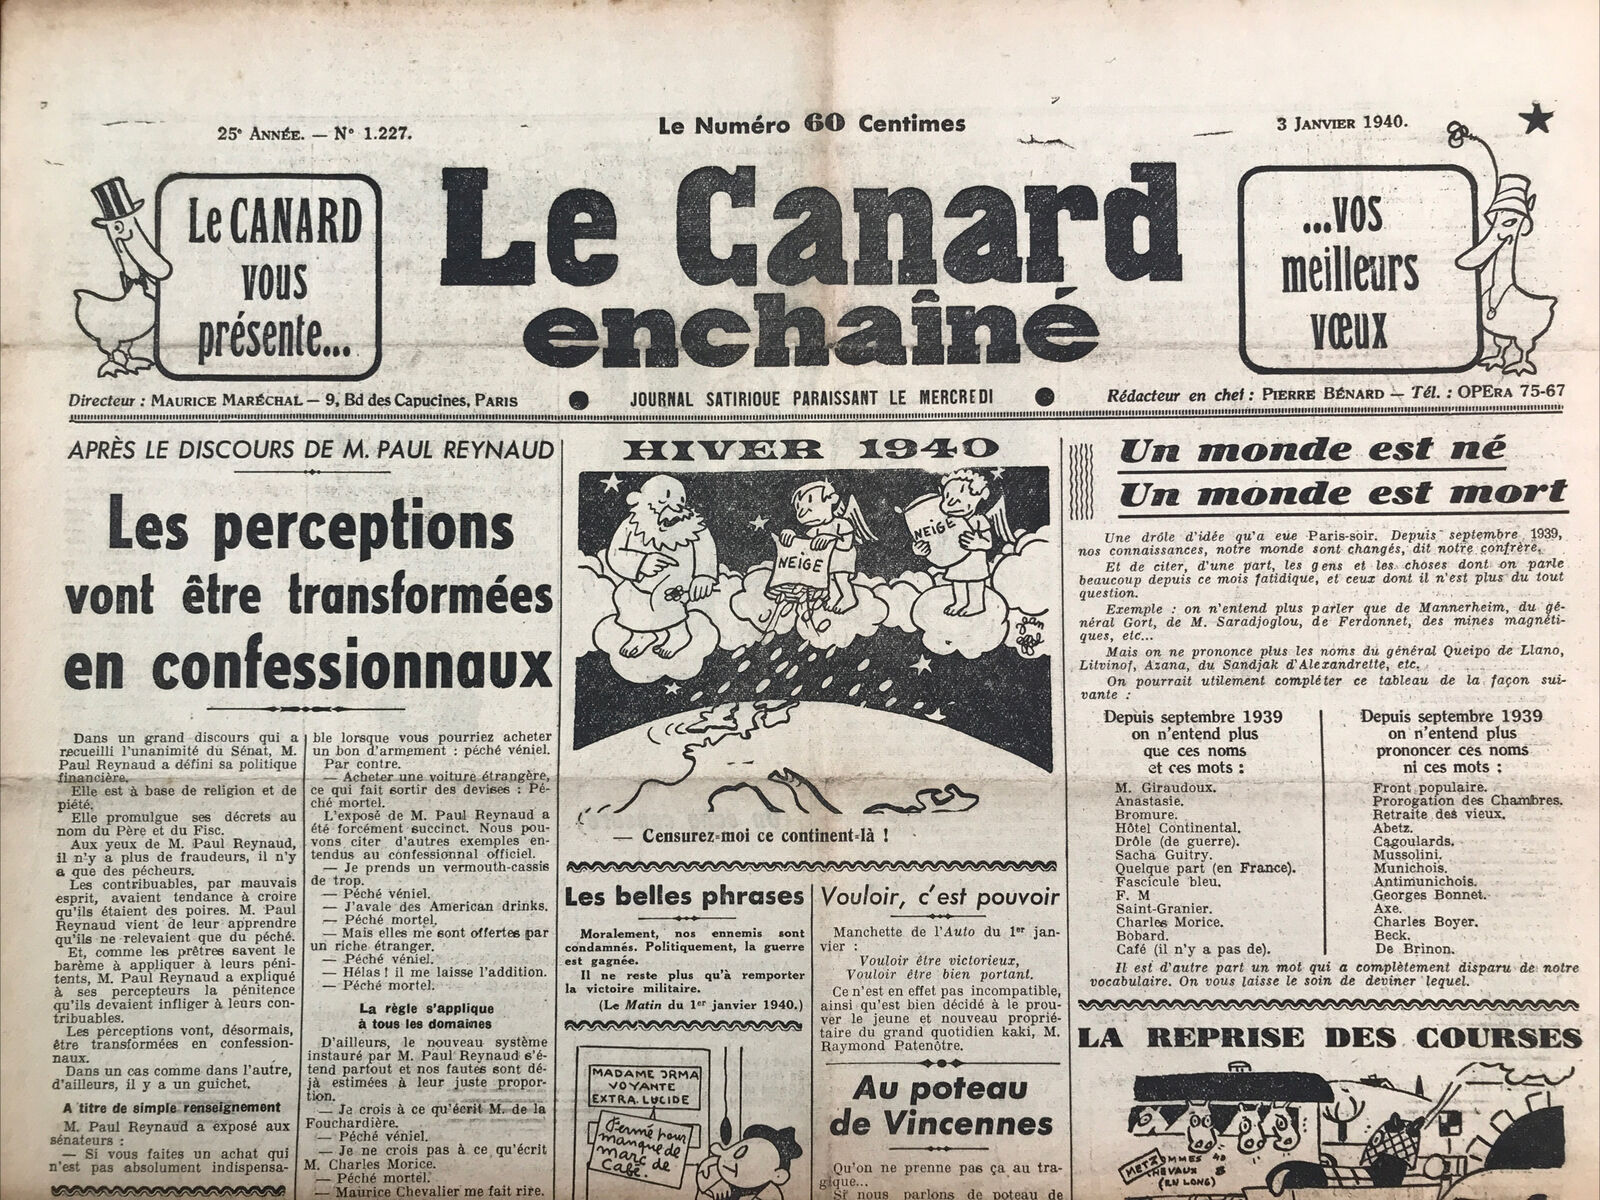 25e ANNÉE. — N° 1.227.
Le Numéro 60 Centimes
3 JANVIER 1940.
Le CANARD
vous
présente...
Le Canard
enchaîné
...vos
meilleurs
vœux
Directeur : MAURICE MARÉCHAL — 9, Bd des Capucines, PARIS
JOURNAL SATIRIQUE PARAISSANT LE MERCREDI
Rédacteur en chef : PIERRE BÉNARD — Tél. : OPEra 75-67
APRÈS LE DISCOURS DE M. PAUL REYNAUD
Les perceptions
vont être transformées
en confessionnaux
Dans un grand discours qui a
recueilli l'unanimité du Sénat, M.
Paul Reynaud a défini sa politique
financière.
Elle est à base de religion et de
piété.
Elle promulgue ses décrets au
nom du Père et du Fisc.
Aux yeux de M. Paul Reynaud,
il n'y a plus de fraudeurs, il n'y
a que des pécheurs.
Les contribuables, par mauvais
esprit, avaient tendance à croire
qu'ils étaient des poires. M. Paul
Reynaud vient de leur apprendre
qu'ils ne relevaient que du péché.
Et, comme les prêtres savent le
barème à appliquer à leurs péni-
tents, M. Paul Reynaud a expliqué
à ses percepteurs la pénitence
qu'ils devaient infliger à leurs con-
tribuables.
Les perceptions vont, désormais,
être transformées en confession-
naux.
Dans un cas comme dans l'autre,
d'ailleurs, il y a un guichet.
A titre de simple renseignement
M. Paul Reynaud a exposé aux
sénateurs :
— Si vous faites un achat qui
n'est pas absolument indispensa-
ble lorsque vous pourriez acheter
un bon d'armement : péché véniel.
Par contre.
— Acheter une voiture étrangère,
ce qui fait sortir des devises : Pé-
ché mortel.
L'exposé de M. Paul Reynaud a
été forcément succinct. Nous pou-
vons citer d'autres exemples en-
tendus au confessionnal officiel.
— Je prends un vermouth-cassis
de trop.
— Péché véniel.
— J'avale des American drinks.
— Péché mortel.
— Mais elles me sont offertes par
un riche étranger.
— Péché véniel.
— Hélas ! il me laisse l'addition.
— Péché mortel.
La règle s'applique
à tous les domaines
D'ailleurs, le nouveau système
instauré par M. Paul Reynaud s'é-
tend partout et nos fautes sont dé-
jà estimées à leur juste propor-
tion.
— Je crois à ce qu'écrit M. de la
Fouchardière.
— Péché véniel.
— Je ne crois pas à ce qu'écrit
M. Charles Morice.
— Péché mortel.
— Maurice Chevalier me fait rire.
HIVER 1940
NEIGE
NEIGE
jean
effel
— Censurez-moi ce continent-là !
Les belles phrases
Moralement, nos ennemis sont
condamnés. Politiquement, la guerre
est gagnée.
Il ne reste plus qu'à remporter
la victoire militaire.
(Le Matin du 1er janvier 1940.)
MADAME IRMA
VOYANTE
EXTRA. LUCIDE
Fermé pour
manque de
marc de
Café.
Vouloir, c'est pouvoir
Manchette de l'Auto du 1er jan-
vier :
Vouloir être victorieux,
Vouloir être bien portant.
Ce n'est en effet pas incompatible,
ainsi qu'est bien décidé à le prou-
ver le jeune et nouveau proprié-
taire du grand quotidien kaki, M.
Raymond Patenôtre.
Au poteau
de Vincennes
Qu'on ne prenne pas ça au tra-
gique...
Si nous parlons de poteau de
Un monde est né
Un monde est mort
Une drôle d'idée qu'a eue Paris-soir. Depuis septembre 1939,
nos connaissances, notre monde sont changés, dit notre confrère.
Et de citer, d'une part, les gens et les choses dont on parle
beaucoup depuis ce mois fatidique, et ceux dont il n'est plus du tout
question.
Exemple : on n'entend plus parler que de Mannerheim, du gé-
néral Gort, de M. Saradjoglou, de Ferdonnet, des mines magnéti-
ques, etc...
Mais on ne prononce plus les noms du général Queipo de Llano,
Litvinof, Azana, du Sandjak d'Alexandrette, etc.
On pourrait utilement compléter ce tableau de la façon sui-
vante :
Depuis septembre 1939
on n'entend plus
que ces noms
et ces mots :
M. Giraudoux.
Anastasie.
Bromure.
Hôtel Continental.
Drôle (de guerre).
Sacha Guitry.
Quelque part (en France).
Fascicule bleu.
F. M
Saint-Granier.
Charles Morice.
Bobard.
Café (il n'y a pas de).
Depuis septembre 1939
on n'entend plus
prononcer ces noms
ni ces mots :
Front populaire.
Prorogation des Chambres.
Retraite des vieux.
Abetz.
Cagoulards.
Mussolini.
Munichois.
Antimunichois.
Georges Bonnet.
Axe.
Charles Boyer.
Beck.
De Brinon.
Il est d'autre part un mot qui a complètement disparu de notre
vocabulaire. On vous laisse le soin de deviner lequel.
LA REPRISE DES COURSES
METZ
OMMES 40
HEVAUX 8
(EN LONG)